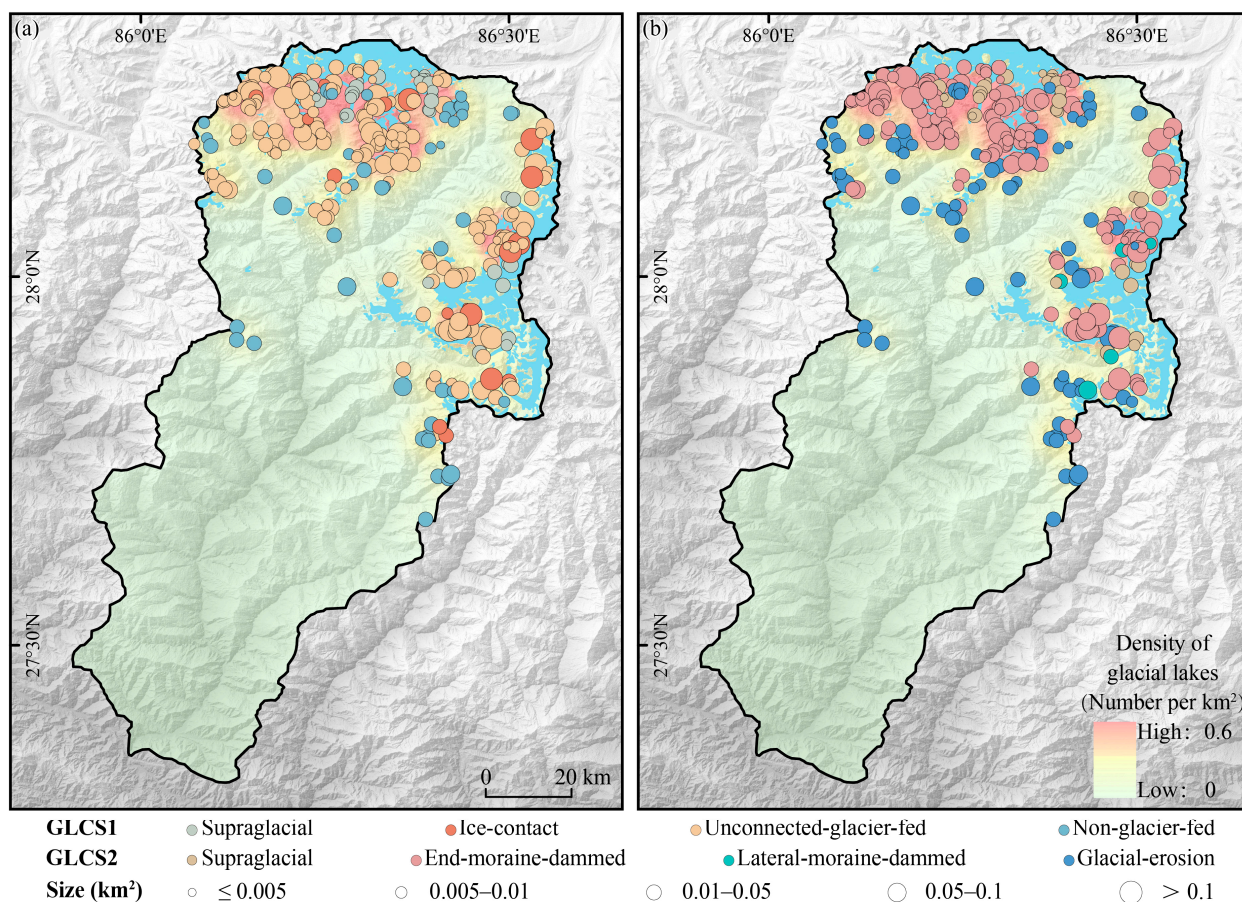 (a)
86°0'E
86°30'E
28°0'N
27°30'N
0 20 km
(b)
86°0'E
86°30'E
28°0'N
27°30'N
Density of
glacial lakes
(Number per km²)
High: 0.6
Low: 0
GLCS1 Supraglacial Ice-contact Unconnected-glacier-fed Non-glacier-fed
GLCS2 Supraglacial End-moraine-dammed Lateral-moraine-dammed Glacial-erosion
Size (km²) ≤ 0.005 0.005–0.01 0.01–0.05 0.05–0.1 > 0.1